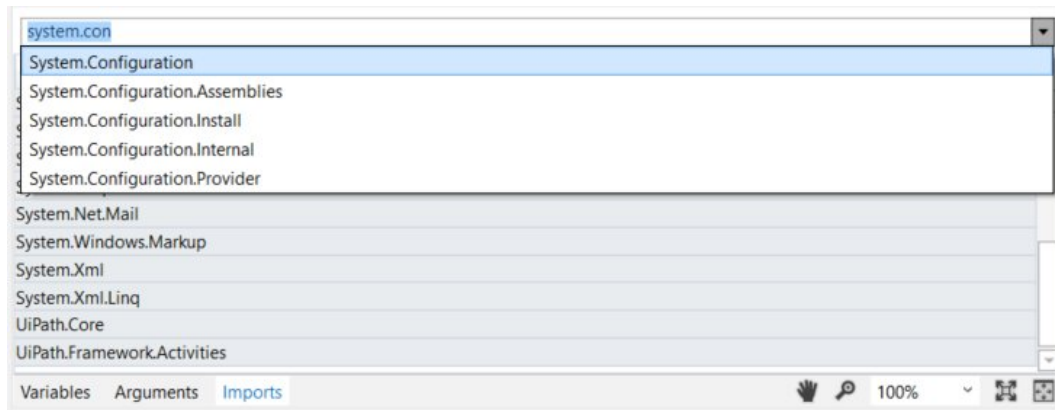 system.con
System.Configuration
System.Configuration.Assemblies
System.Configuration.Install
System.Configuration.Internal
System.Configuration.Provider
System.Net.Mail
System.Windows.Markup
System.Xml
System.Xml.Linq
UiPath.Core
UiPath.Framework.Activities
Variables Arguments Imports 100%